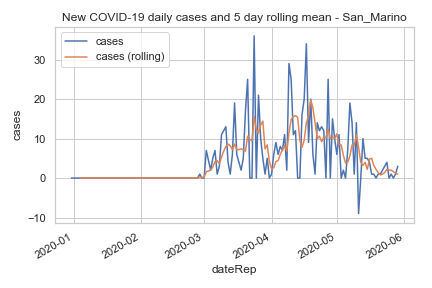 New COVID-19 daily cases and 5 day rolling mean - San_Marino
cases
cases (rolling)
cases
30
20
10
0
−10
2020-01
2020-02
2020-03
2020-04
2020-05
2020-06
dateRep